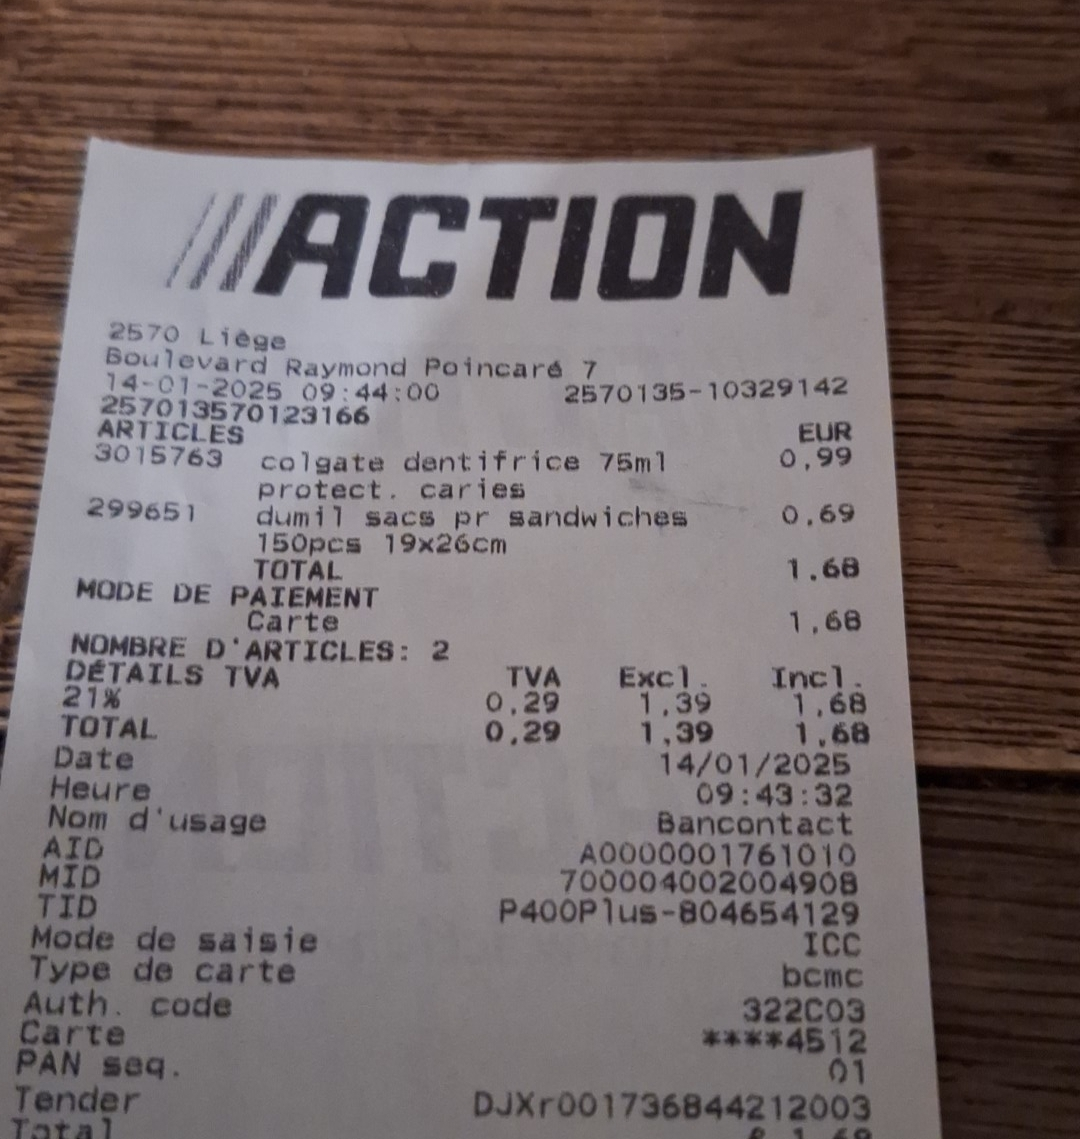 ACTION
2570 Liège
Boulevard Raymond Poincaré 7
14-01-2025 09:44:00 2570135-10329142
257013570123166
ARTICLES EUR
3015763 colgate dentifrice 75ml 0,99
protect. caries
299651 dumil sacs pr sandwiches 0,69
150pcs 19x26cm
TOTAL 1,68
MODE DE PAIEMENT
Carte 1,68
NOMBRE D'ARTICLES: 2
DÉTAILS TVA TVA Excl. Incl.
21% 0,29 1,39 1,68
TOTAL 0,29 1,39 1,68
Date 14/01/2025
Heure 09:43:32
Nom d'usage Bancontact
AID A0000001761010
MID 700004002004908
TID P400Plus-804654129
Mode de saisie ICC
Type de carte bcmc
Auth. code 322C03
Carte ****4512
PAN seq. 01
Tender DJXr001736844212003
Total 1,68